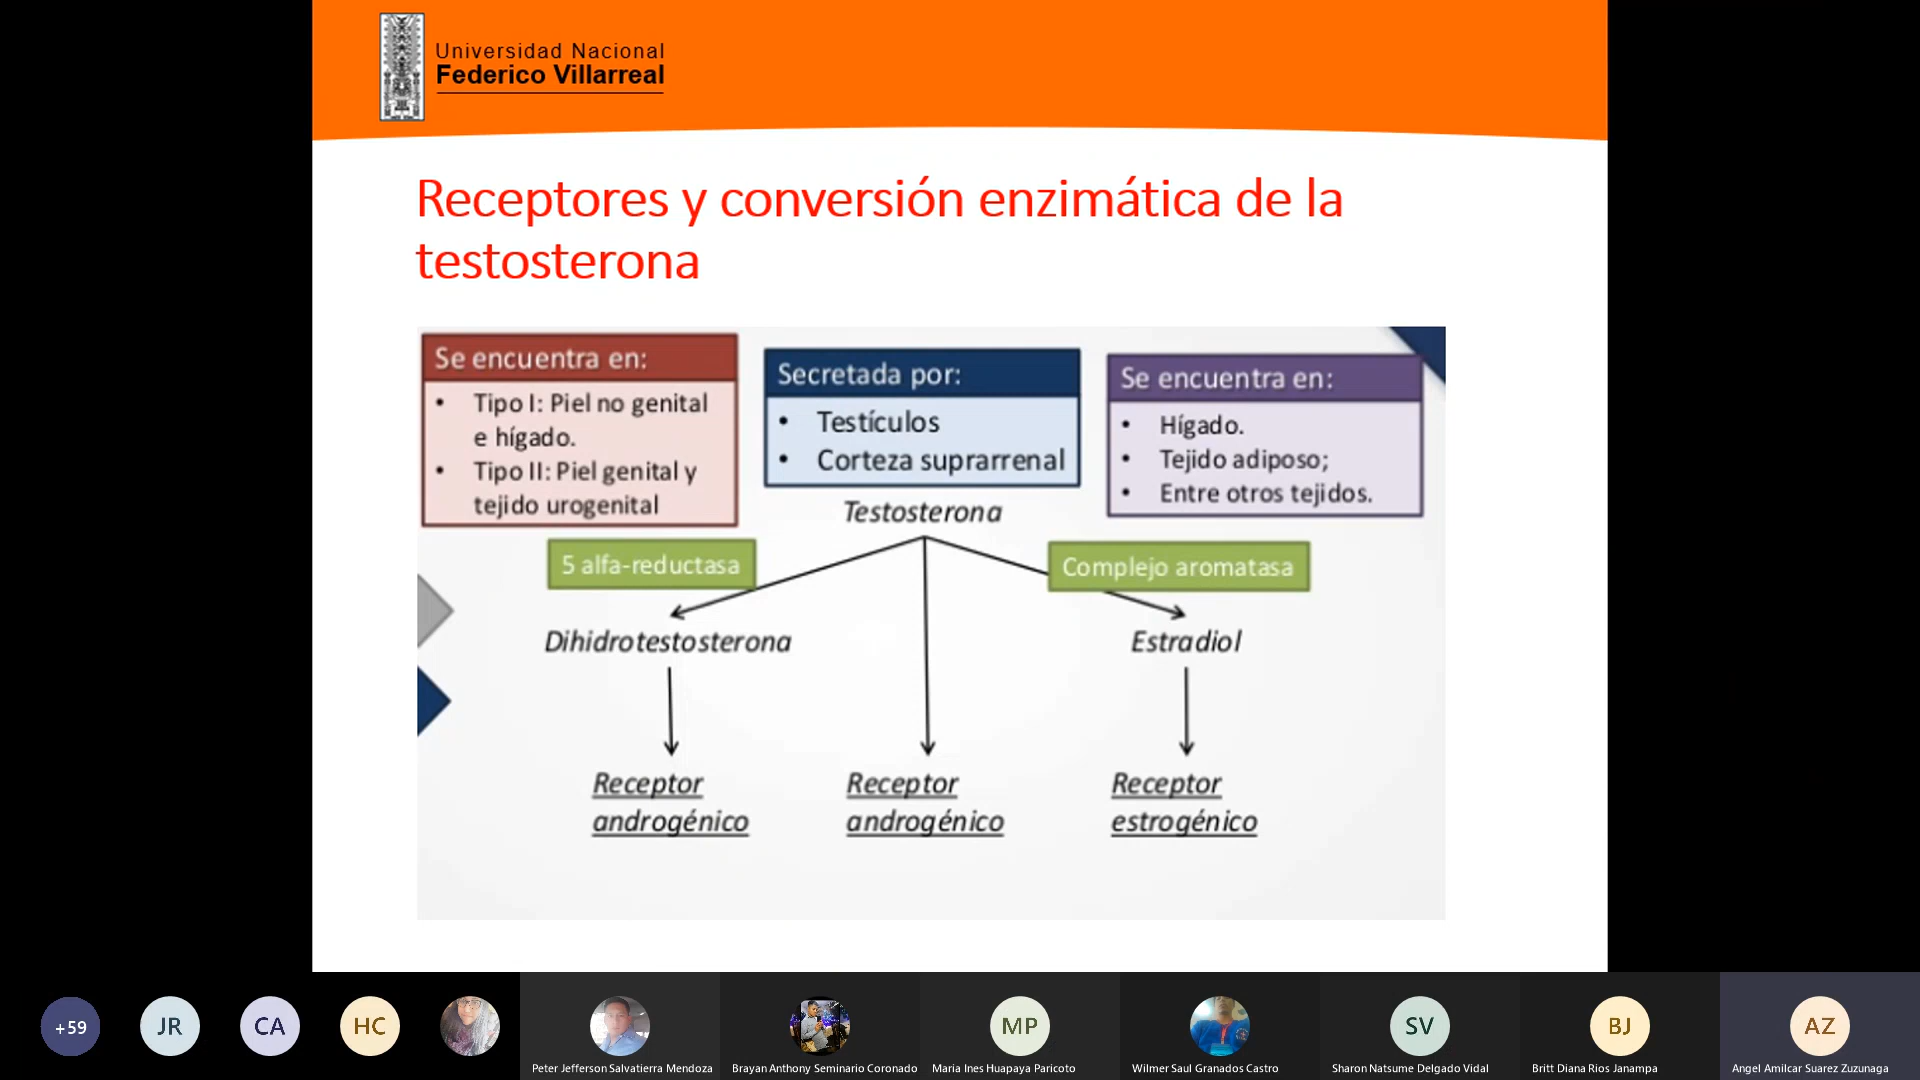 Universidad Nacional
Federico Villarreal
Receptores y conversión enzimática de la
testosterona
Se encuentra en:
• Tipo I: Piel no genital
e hígado.
• Tipo II: Piel genital y
tejido urogenital
Secretada por:
• Testículos
• Corteza suprarrenal
Se encuentra en:
• Hígado.
• Tejido adiposo;
• Entre otros tejidos.
Testosterona
5 alfa-reductasa
Complejo aromatasa
Dihidrotestosterona
Estradiol
Receptor
androgénico
Receptor
androgénico
Receptor
estrogénico
+59
JR
CA
HC
MP
SV
BJ
AZ
Peter Jefferson Salvatierra Mendoza
Brayan Anthony Seminario Coronado
Maria Ines Huapaya Paricoto
Wilmer Saul Granados Castro
Sharon Natsume Delgado Vidal
Britt Diana Rios Janampa
Angel Amilcar Suarez Zuzunaga